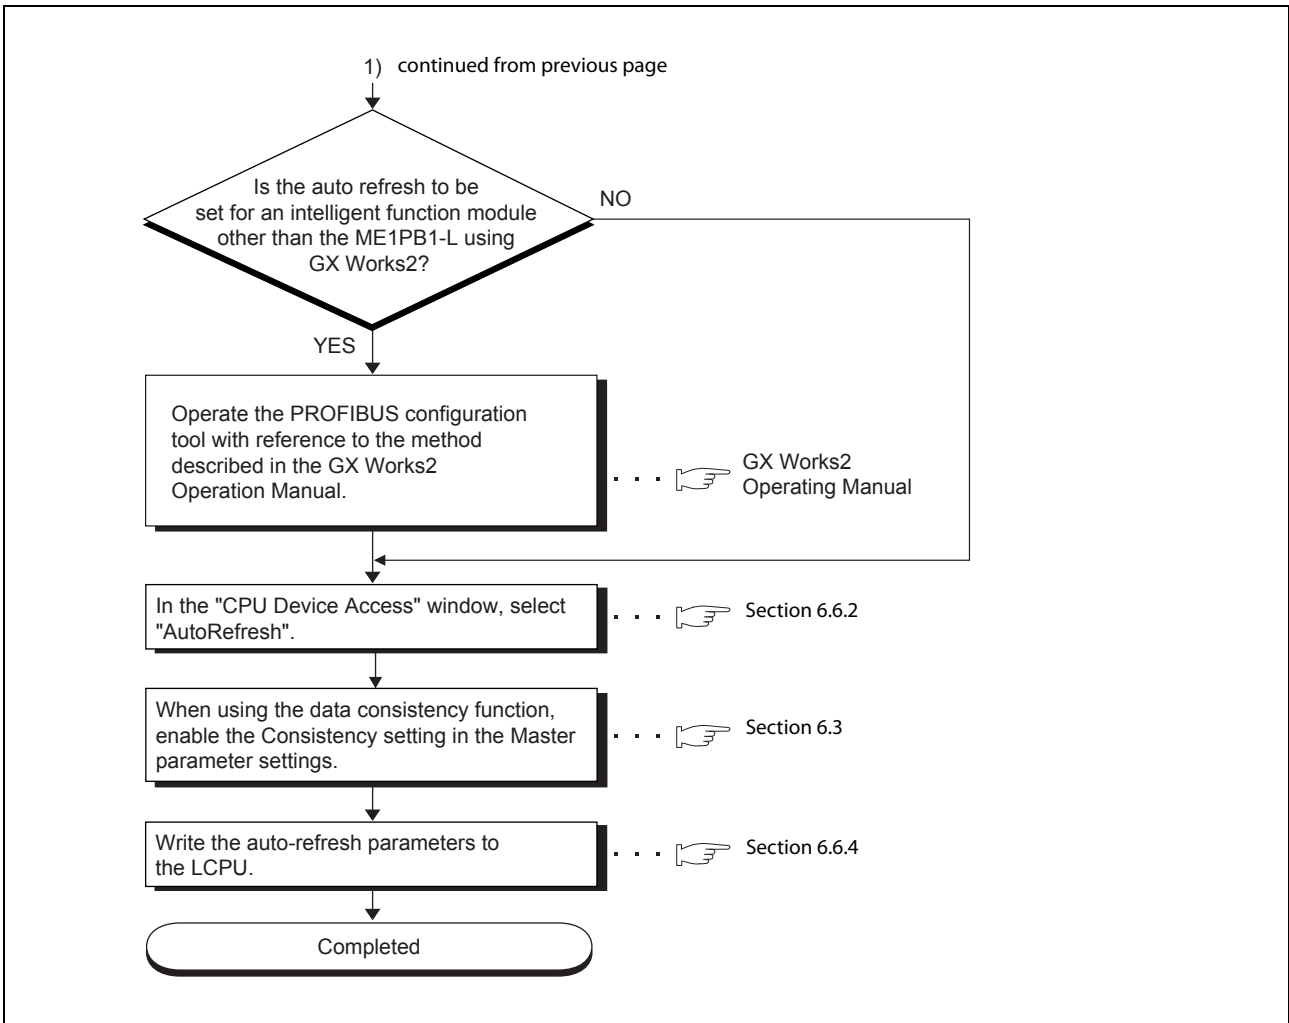 1) continued from previous page
Is the auto refresh to be
set for an intelligent function module
other than the ME1PB1-L using
GX Works2?
NO
YES
Operate the PROFIBUS configuration
tool with reference to the method
described in the GX Works2
Operation Manual.
GX Works2
Operating Manual
In the "CPU Device Access" window, select
"AutoRefresh".
Section 6.6.2
When using the data consistency function,
enable the Consistency setting in the Master
parameter settings.
Section 6.3
Write the auto-refresh parameters to
the LCPU.
Section 6.6.4
Completed